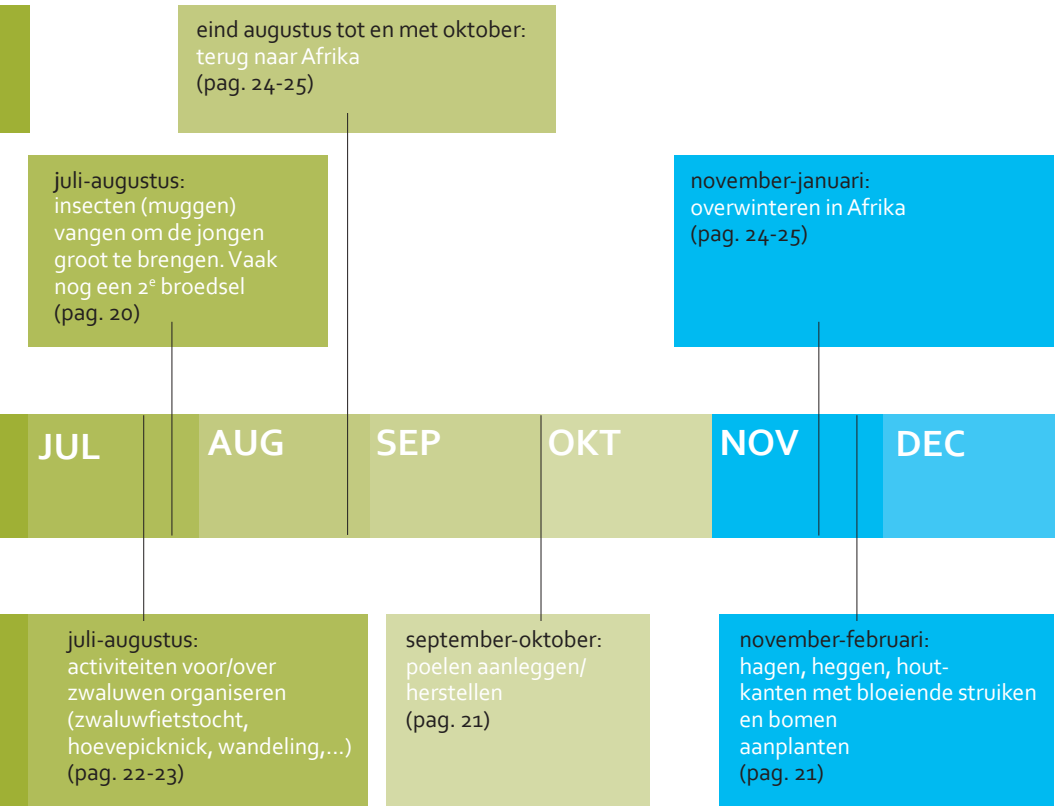 eind augustus tot en met oktober:
terug naar Afrika
(pag. 24-25)
juli-augustus:
insecten (muggen)
vangen om de jongen
groot te brengen. Vaak
nog een 2e broedsel
(pag. 20)
november-januari:
overwinteren in Afrika
(pag. 24-25)
JUL
AUG
SEP
OKT
NOV
DEC
juli-augustus:
activiteiten voor/over
zwaluwen organiseren
(zwaluwfietstocht,
hoevepicknick, wandeling,...)
(pag. 22-23)
september-oktober:
poelen aanleggen/
herstellen
(pag. 21)
november-februari:
hagen, heggen, hout-
kanten met bloeiende struiken
en bomen
aanplanten
(pag. 21)